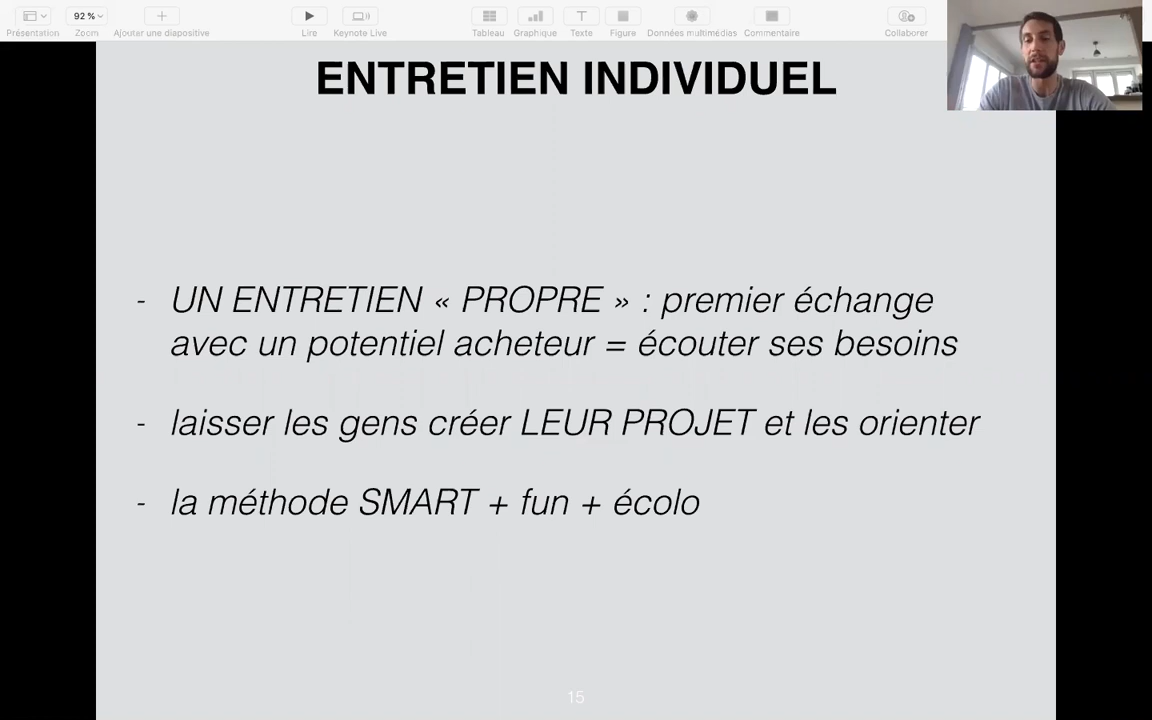 92 %
Présentation
Zoom
Ajouter une diapositive
Lire
Keynote Live
Tableau
Graphique
Texte
Figure
Données multimédias
Commentaire
Collaborer
ENTRETIEN INDIVIDUEL
- UN ENTRETIEN « PROPRE » : premier échange
avec un potentiel acheteur = écouter ses besoins
- laisser les gens créer LEUR PROJET et les orienter
- la méthode SMART + fun + écolo
15